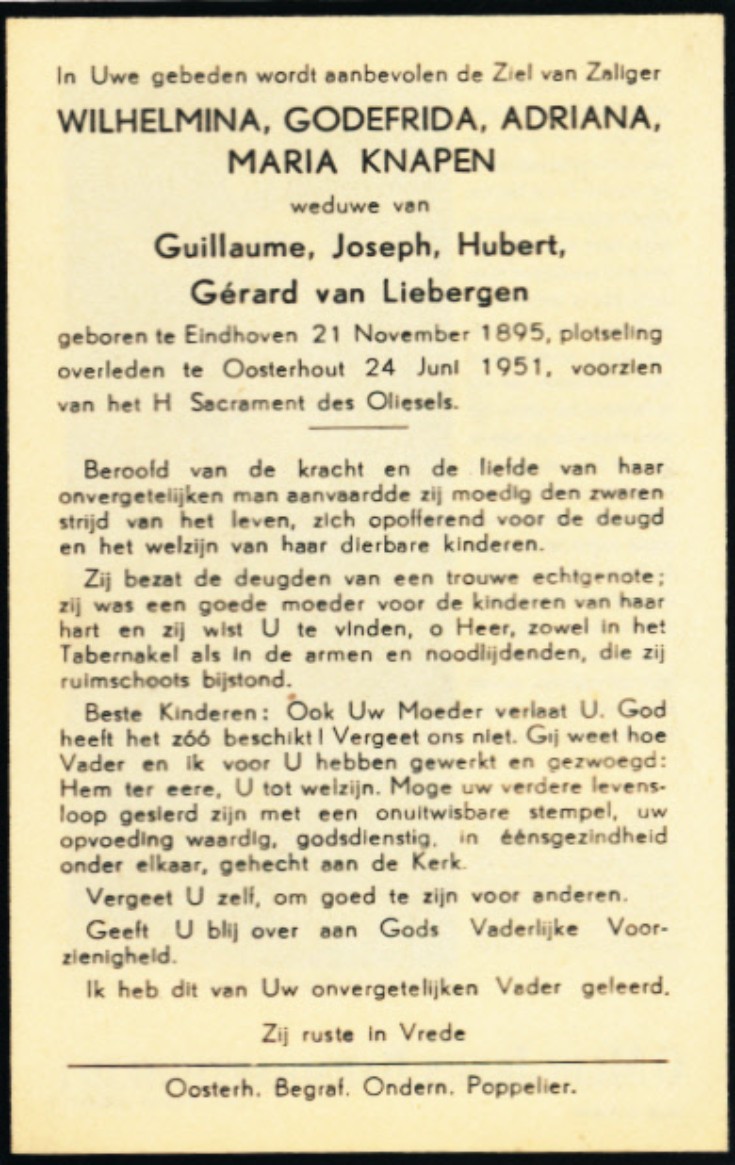 In Uwe gebeden wordt aanbevolen de Ziel van Zaliger
WILHELMINA, GODEFRIDA, ADRIANA,
MARIA KNAPEN
weduwe van
Guillaume, Joseph, Hubert,
Gérard van Liebergen
geboren te Eindhoven 21 November 1895, plotseling
overleden te Oosterhout 24 Juni 1951, voorzien
van het H Sacrament des Oliesels.
Beroofd van de kracht en de liefde van haar
onvergetelijken man aanvaardde zij moedig den zwaren
strijd van het leven, zich opofferend voor de deugd
en het welzijn van haar dierbare kinderen.
Zij bezat de deugden van een trouwe echtgenote;
zij was een goede moeder voor de kinderen van haar
hart en zij wist U te vinden, o Heer, zowel in het
Tabernakel als in de armen en noodlijdenden, die zij
ruimschoots bijstond.
Beste Kinderen: Ook Uw Moeder verlaat U. God
heeft het zóó beschikt! Vergeet ons niet. Gij weet hoe
Vader en ik voor U hebben gewerkt en gezwoegd:
Hem ter eere, U tot welzijn. Moge uw verdere levens-
loop gesierd zijn met een onuitwisbare stempel, uw
opvoeding waardig, godsdienstig, in éénsgezindheid
onder elkaar, gehecht aan de Kerk.
Vergeet U zelf, om goed te zijn voor anderen.
Geeft U blij over aan Gods Vaderlijke Voor-
zienigheid.
Ik heb dit van Uw onvergetelijken Vader geleerd.
Zij ruste in Vrede
Oosterh. Begraf. Ondern. Poppelier.